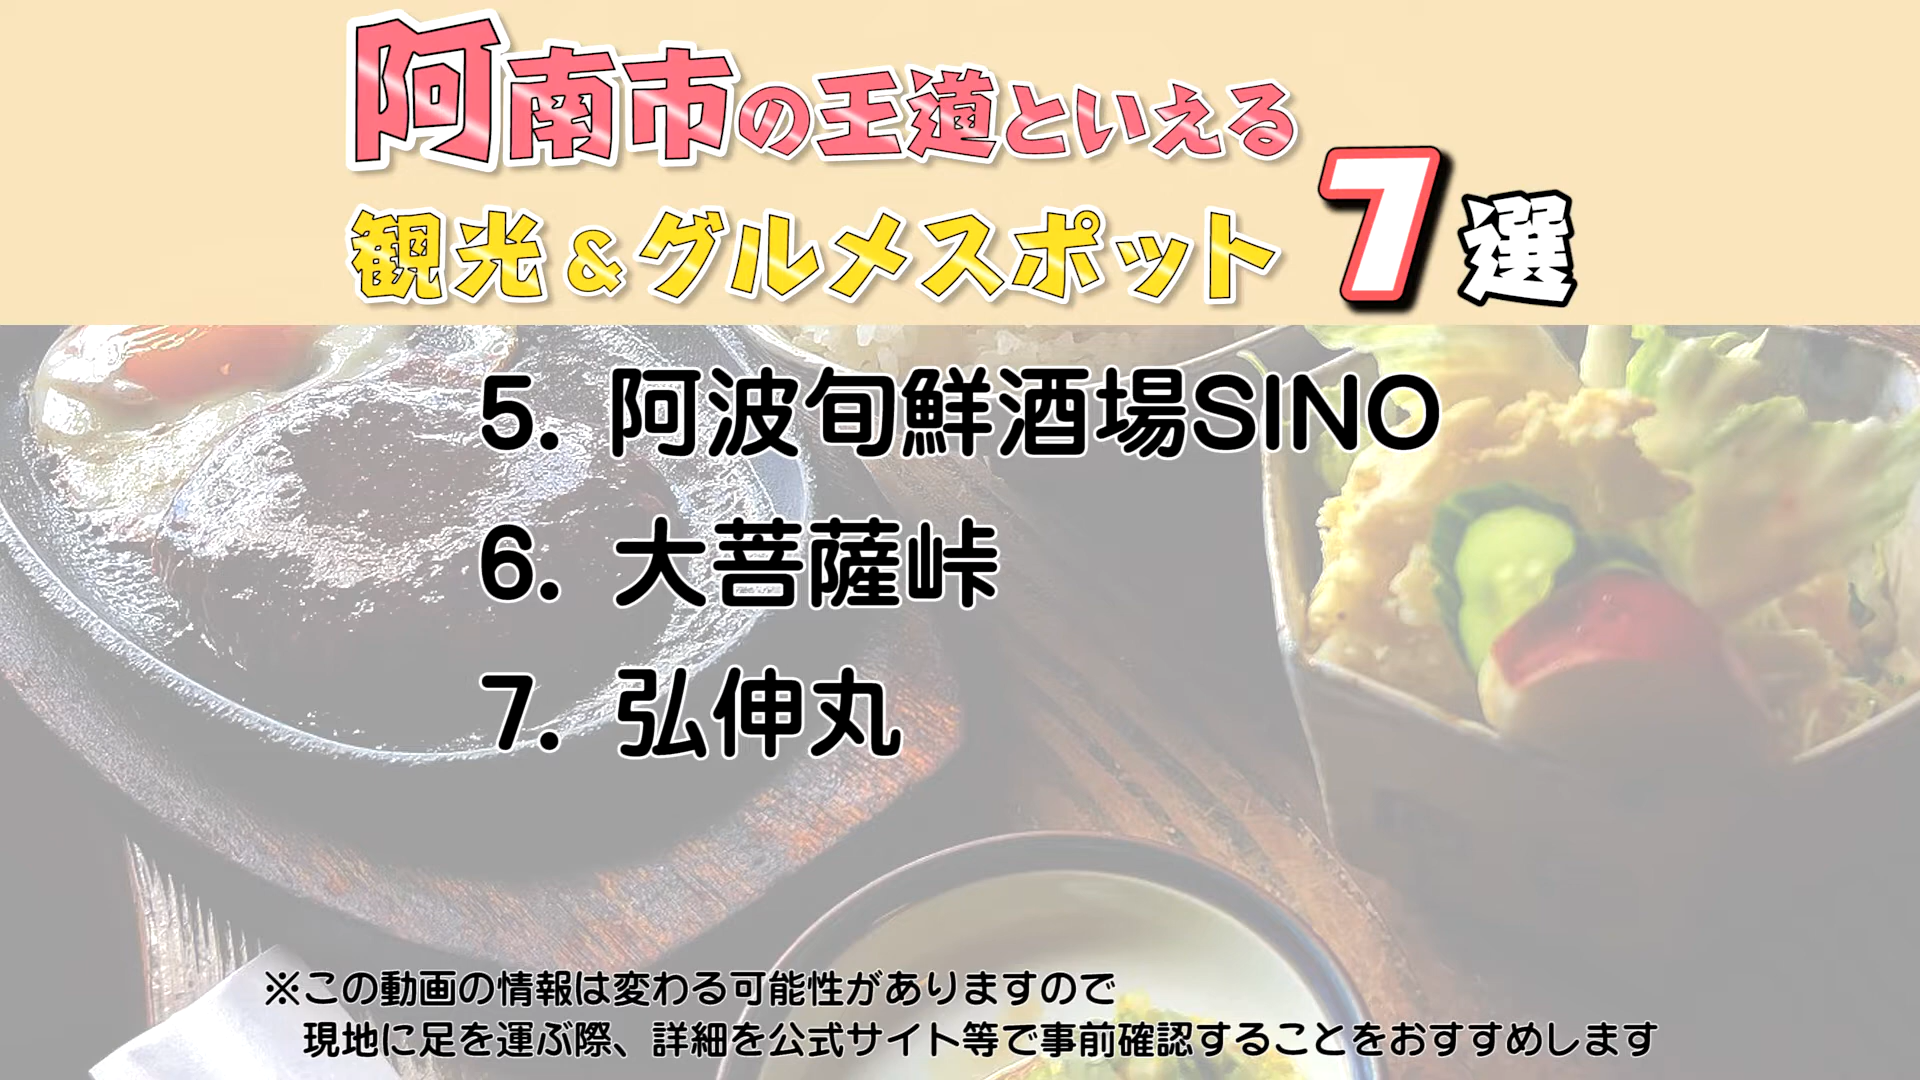 阿南市の王道といえる
観光&グルメスポット7選
5. 阿波旬鮮酒場SINO
6. 大菩薩峠
7. 弘伸丸
※この動画の情報は変わる可能性がありますので
現地に足を運ぶ際、詳細を公式サイト等で事前確認することをおすすめします